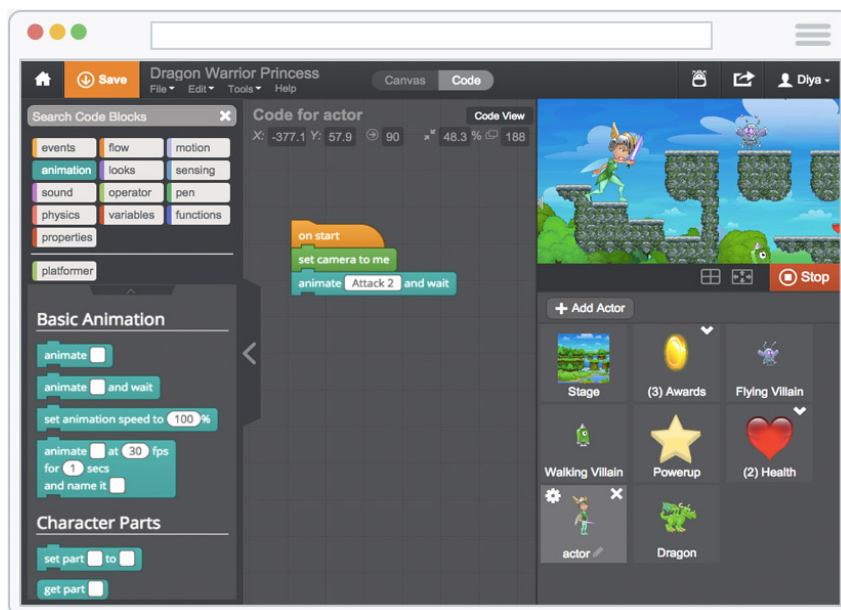 Save
Dragon Warrior Princess
File Edit Tools Help
Canvas Code
Diya
Search Code Blocks
events flow motion
animation looks sensing
sound operator pen
physics variables functions
properties
platformer
Basic Animation
animate
animate and wait
set animation speed to 100 %
animate at 30 fps
for 1 secs
and name it
Character Parts
set part to
get part
Code for actor
Code View
X: -377.1 Y: 57.9 90 48.3 % 188
on start
set camera to me
animate Attack 2 and wait
Stop
Add Actor
Stage
(3) Awards
Flying Villain
Walking Villain
Powerup
(2) Health
actor
Dragon